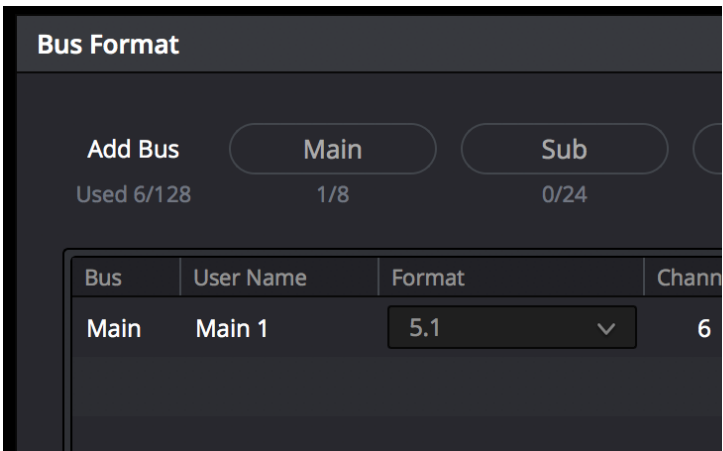 Bus Format
Add Bus Main Sub
Used 6/128 1/8 0/24
Bus User Name Format Chann
Main Main 1 5.1 6